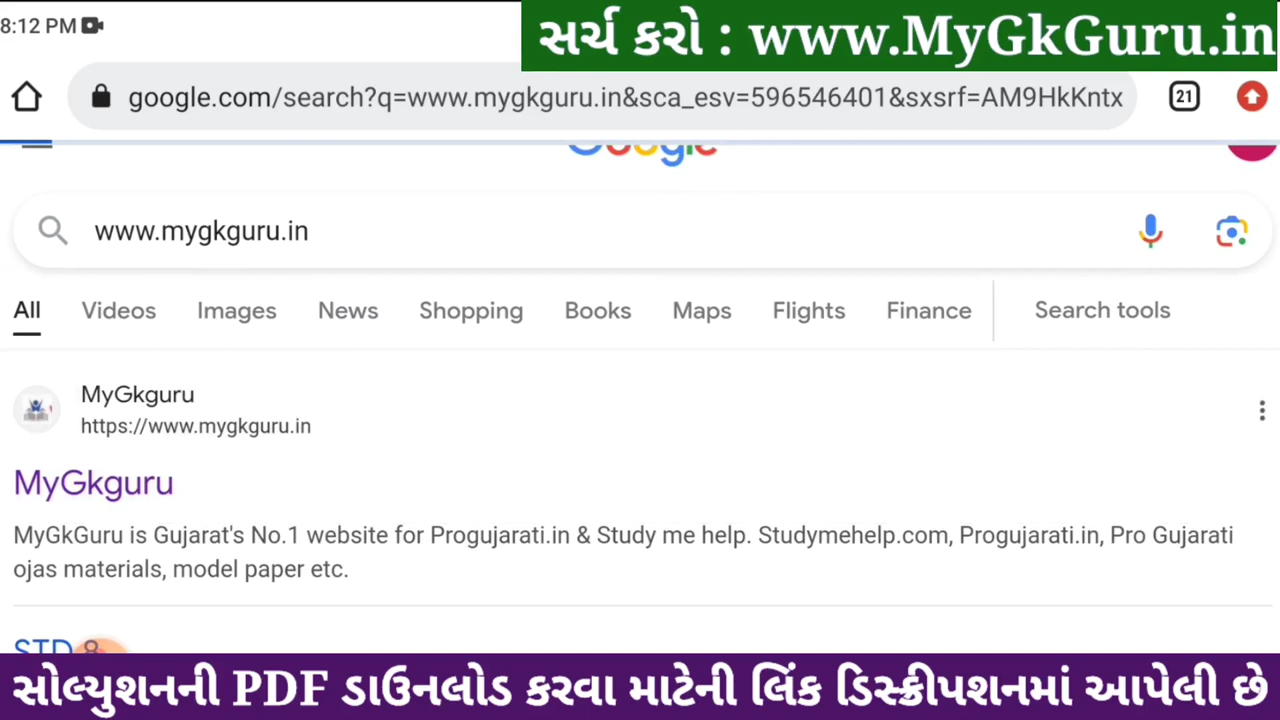 8:12 PM
સર્ચ કરો : www.MyGkGuru.in
google.com/search?q=www.mygkguru.in&sca_esv=596546401&sxsrf=AM9HkKntx
21
Google
www.mygkguru.in
All Videos Images News Shopping Books Maps Flights Finance Search tools
MyGkguru
https://www.mygkguru.in
MyGkguru
MyGkGuru is Gujarat's No.1 website for Progujarati.in & Study me help. Studymehelp.com, Progujarati.in, Pro Gujarati
ojas materials, model paper etc.
STD 8
સોલ્યુશનની PDF ડાઉનલોડ કરવા માટેની લિંક ડિસ્ક્રીપશનમાં આપેલી છે